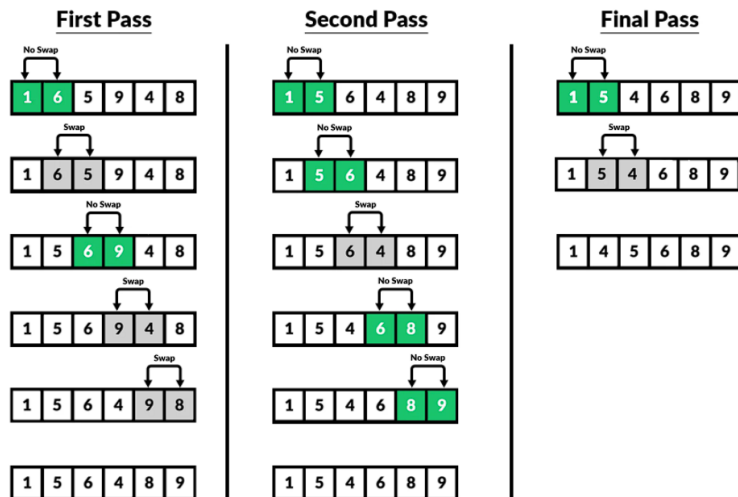 First Pass
No Swap
1 6 5 9 4 8
Swap
1 6 5 9 4 8
No Swap
1 5 6 9 4 8
Swap
1 5 6 9 4 8
Swap
1 5 6 4 9 8
1 5 6 4 8 9
Second Pass
No Swap
1 5 6 4 8 9
No Swap
1 5 6 4 8 9
Swap
1 5 6 4 8 9
No Swap
1 5 4 6 8 9
No Swap
1 5 4 6 8 9
1 5 4 6 8 9
Final Pass
No Swap
1 5 4 6 8 9
Swap
1 5 4 6 8 9
1 4 5 6 8 9